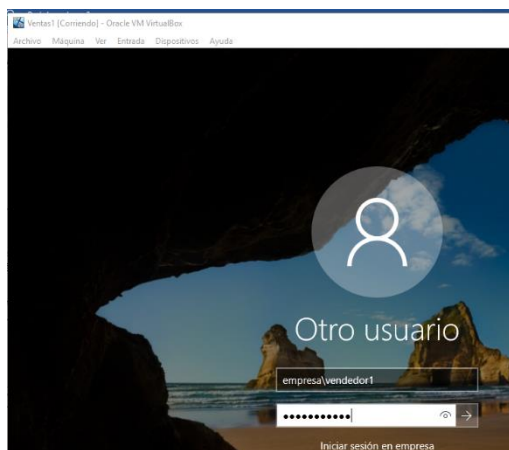 Ventas1 [Corriendo] - Oracle VM VirtualBox
Archivo Máquina Ver Entrada Dispositivos Ayuda
Otro usuario
empresa\vendedor1
Iniciar sesión en empresa